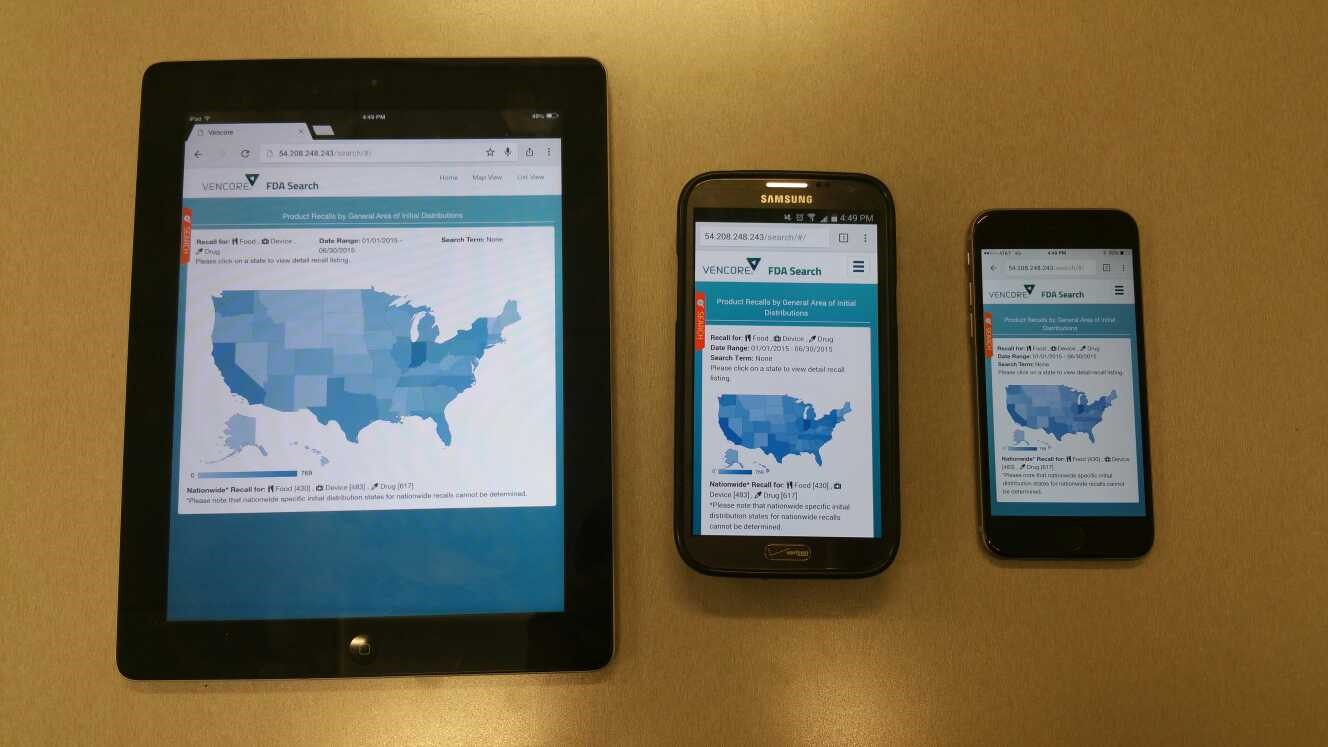 iPad
4:49 PM
48%
Vencore
54.208.248.243/search/#/
VENCORE FDA Search
Home Map View List View
Product Recalls by General Area of Initial Distributions
SEARCH
Recall for: Food , Device , Drug
Date Range: 01/01/2015 - 06/30/2015
Search Term: None
Please click on a state to view detail recall listing.
0 769
Nationwide* Recall for: Food [430] , Device [483] , Drug [617]
*Please note that nationwide specific initial distribution states for nationwide recalls cannot be determined.
SAMSUNG
4:49 PM
54.208.248.243/search/#/
1
VENCORE FDA Search
Product Recalls by General Area of Initial
Distributions
SEARCH
Recall for: Food , Device , Drug
Date Range: 01/01/2015 - 06/30/2015
Search Term: None
Please click on a state to view detail recall
listing.
0 769
Nationwide* Recall for: Food [430] ,
Device [483] , Drug [617]
*Please note that nationwide specific initial
distribution states for nationwide recalls
cannot be determined.
verizon
AT&T 4G 4:49 PM
54.208.248.243/search/#/
VENCORE FDA Search
Product Recalls by General Area of Initial
Distributions
SEARCH
Recall for: Food , Device , Drug
Date Range: 01/01/2015 - 06/30/2015
Search Term: None
Please click on a state to view detail recall listing.
0 769
Nationwide* Recall for: Food [430] , Device
[483] , Drug [617]
*Please note that nationwide specific initial
distribution states for nationwide recalls cannot
be determined.